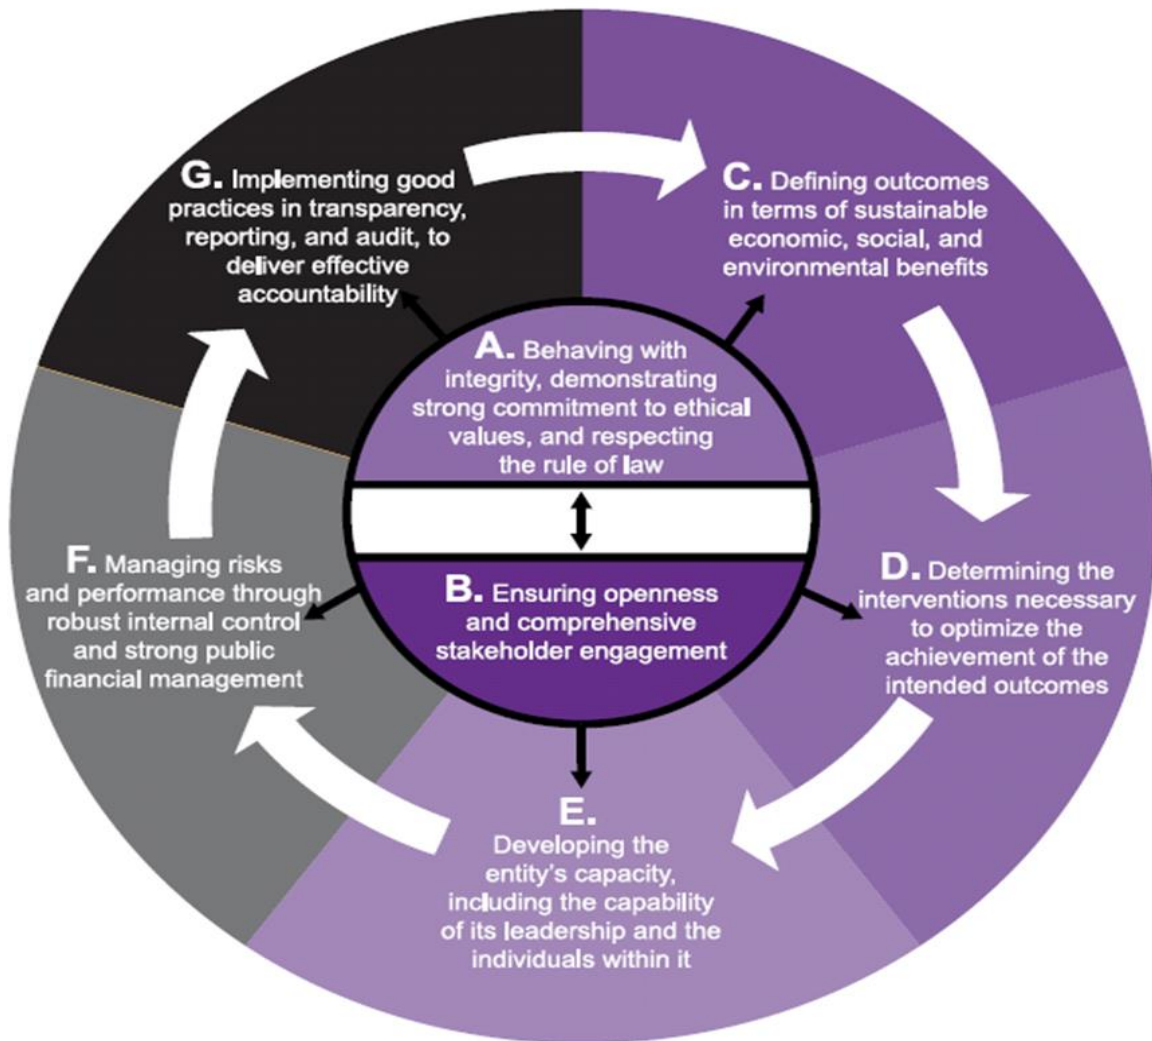 A. Behaving with
integrity, demonstrating
strong commitment to ethical
values, and respecting
the rule of law
B. Ensuring openness
and comprehensive
stakeholder engagement
C. Defining outcomes
in terms of sustainable
economic, social, and
environmental benefits
D. Determining the
interventions necessary
to optimize the
achievement of the
intended outcomes
E.
Developing the
entity's capacity,
including the capability
of its leadership and the
individuals within it
F. Managing risks
and performance through
robust internal control
and strong public
financial management
G. Implementing good
practices in transparency,
reporting, and audit, to
deliver effective
accountability